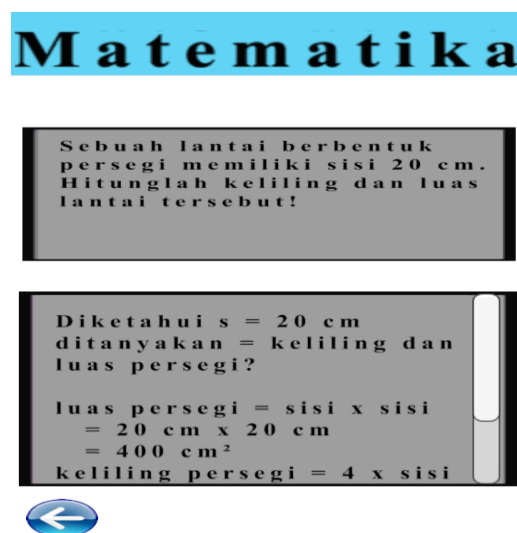 Matematika
Sebuah lantai berbentuk
persegi memiliki sisi 20 cm.
Hitunglah keliling dan luas
lantai tersebut!
Diketahui s = 20 cm
ditanyakan = keliling dan
luas persegi?
luas persegi = sisi x sisi
= 20 cm x 20 cm
= 400 cm²
keliling persegi = 4 x sisi